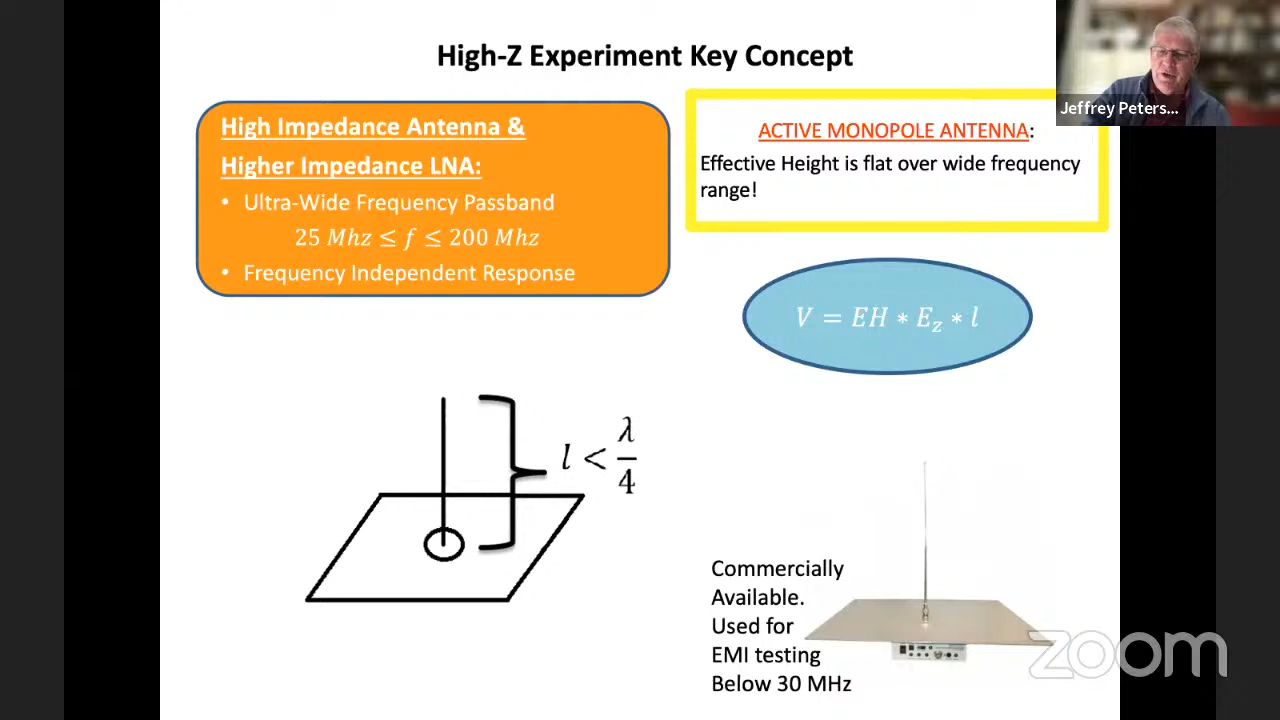 High-Z Experiment Key Concept
Jeffrey Peters...
High Impedance Antenna &
Higher Impedance LNA:
• Ultra-Wide Frequency Passband
25 Mhz ≤ f ≤ 200 Mhz
• Frequency Independent Response
ACTIVE MONOPOLE ANTENNA:
Effective Height is flat over wide frequency
range!
V = EH * E_z * l
l < λ/4
Commercially
Available.
Used for
EMI testing
Below 30 MHz
zoom